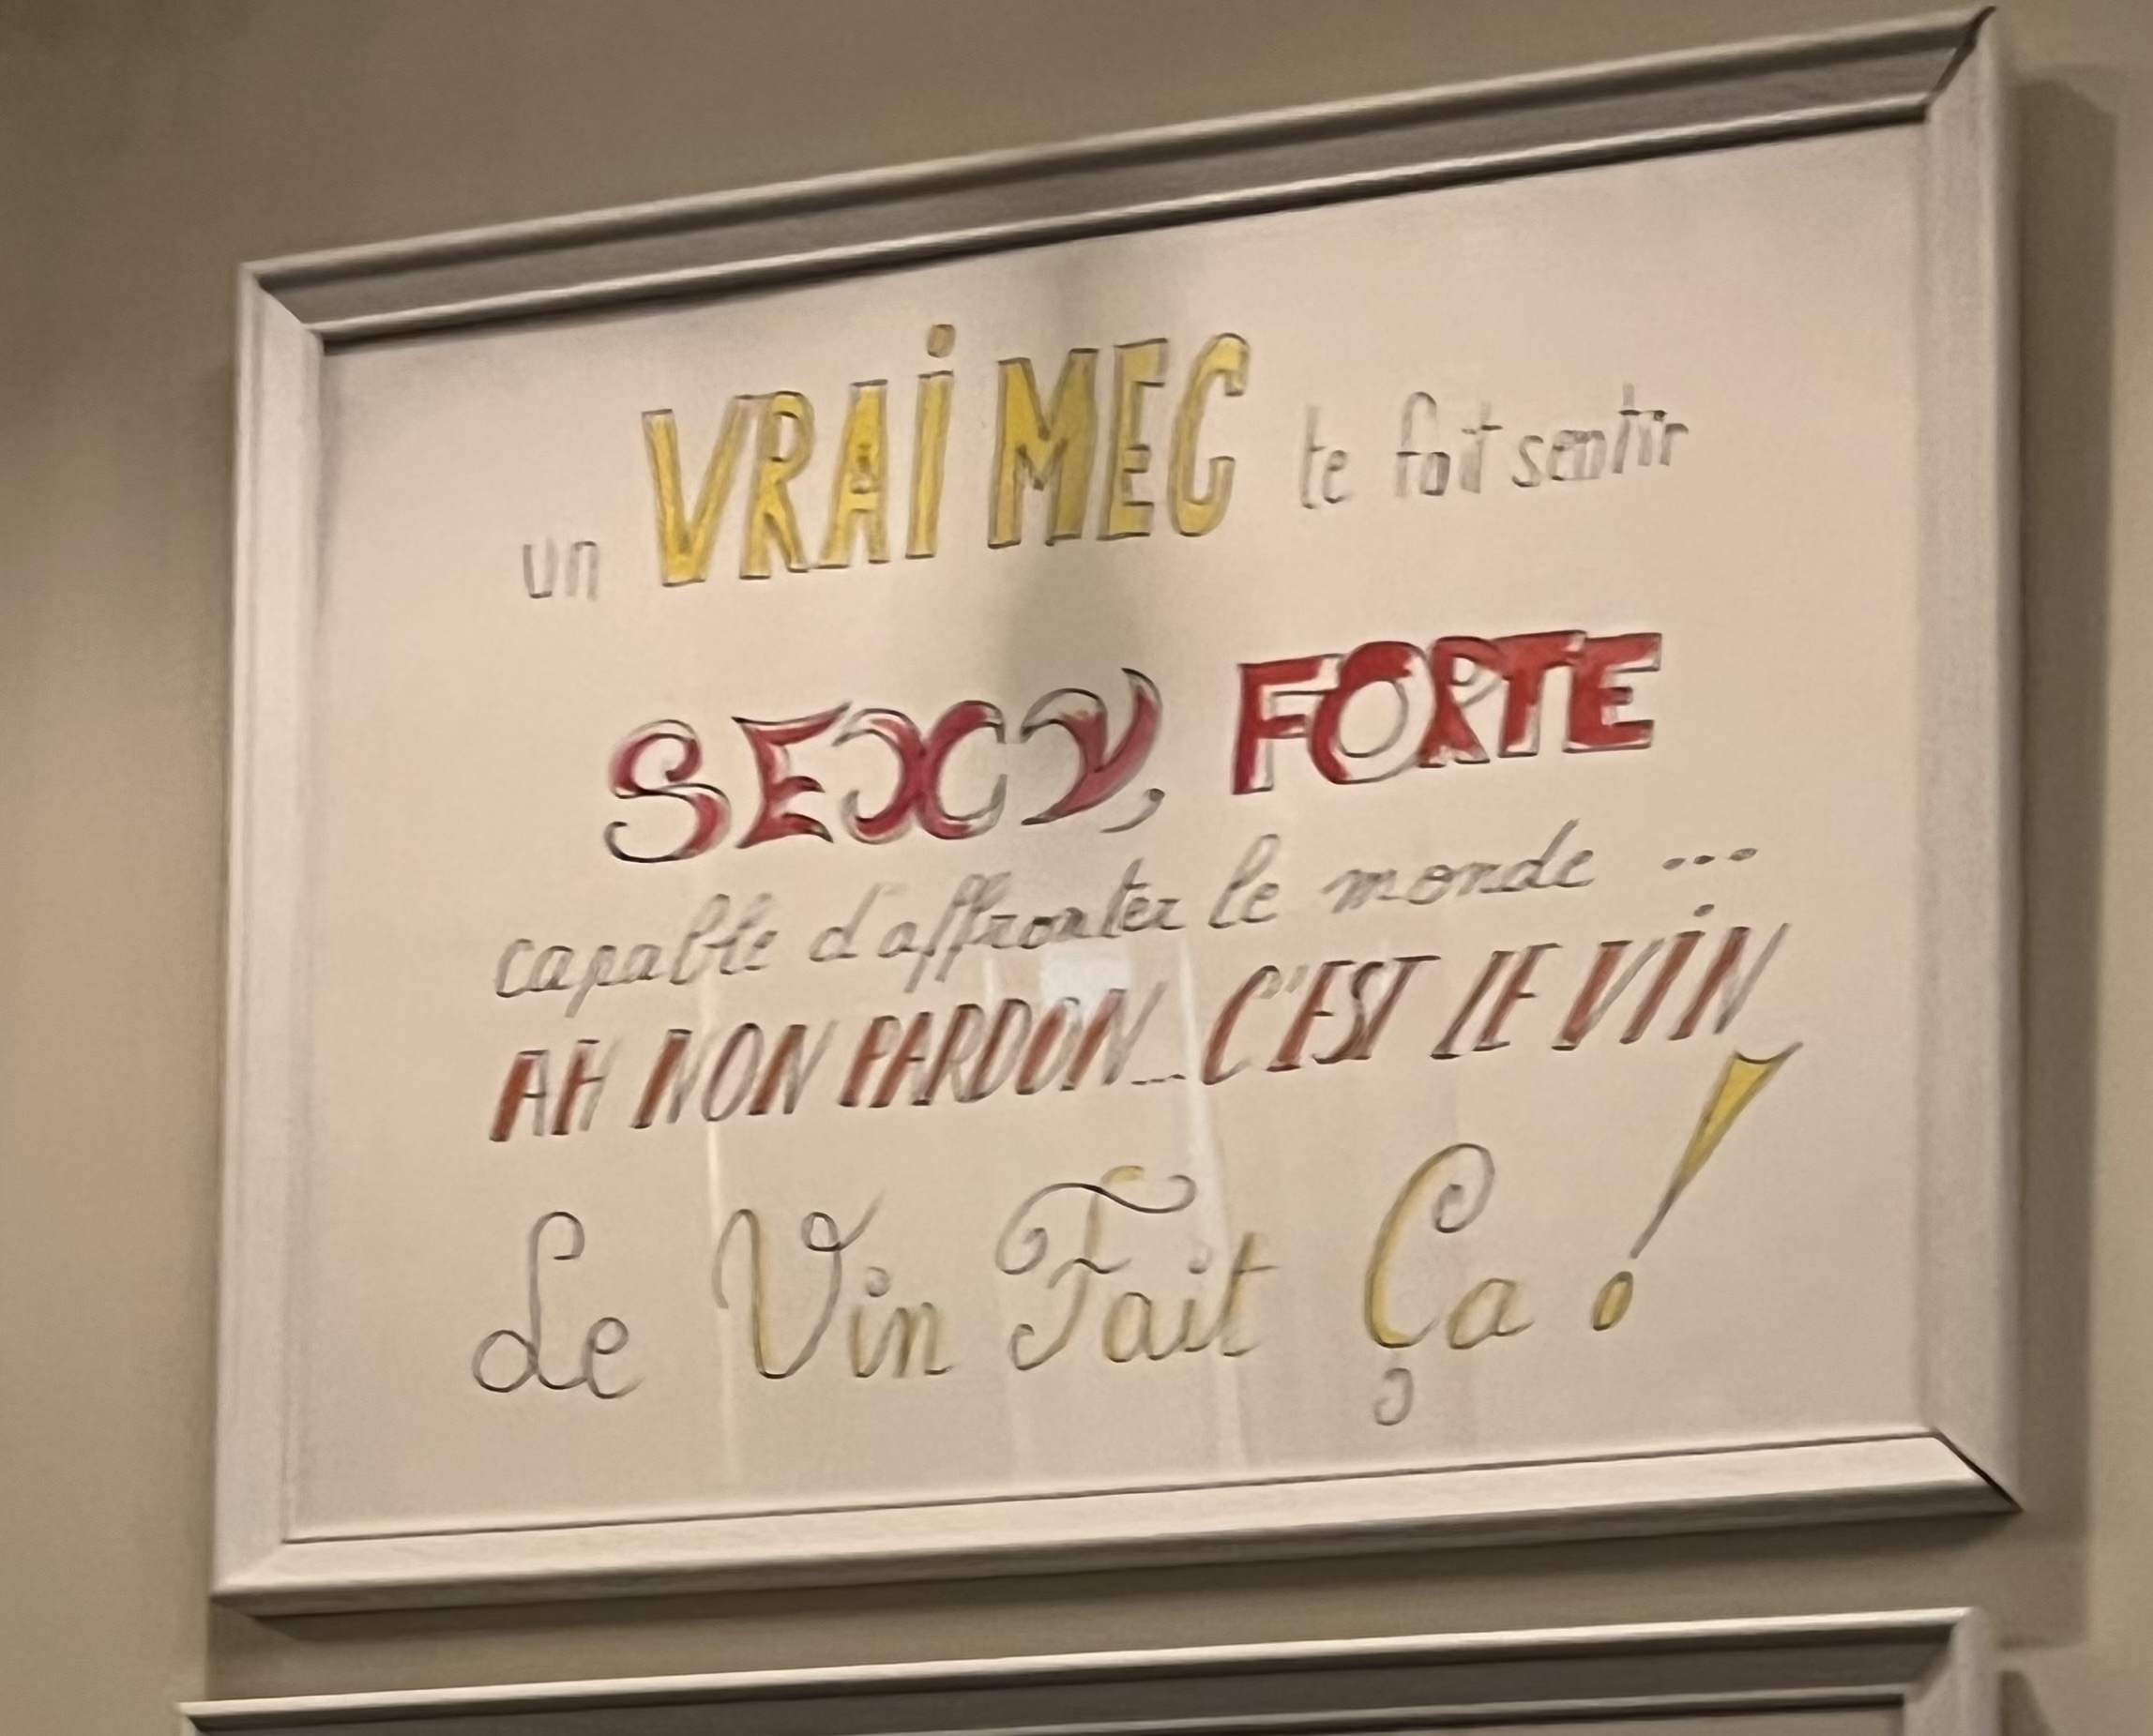 un VRAi MEC te fait sentir
SEXY, FORTE
capable d'affronter le monde ...
AH NON PARDON... C'EST LE ViN
Le Vin Fait Ça !